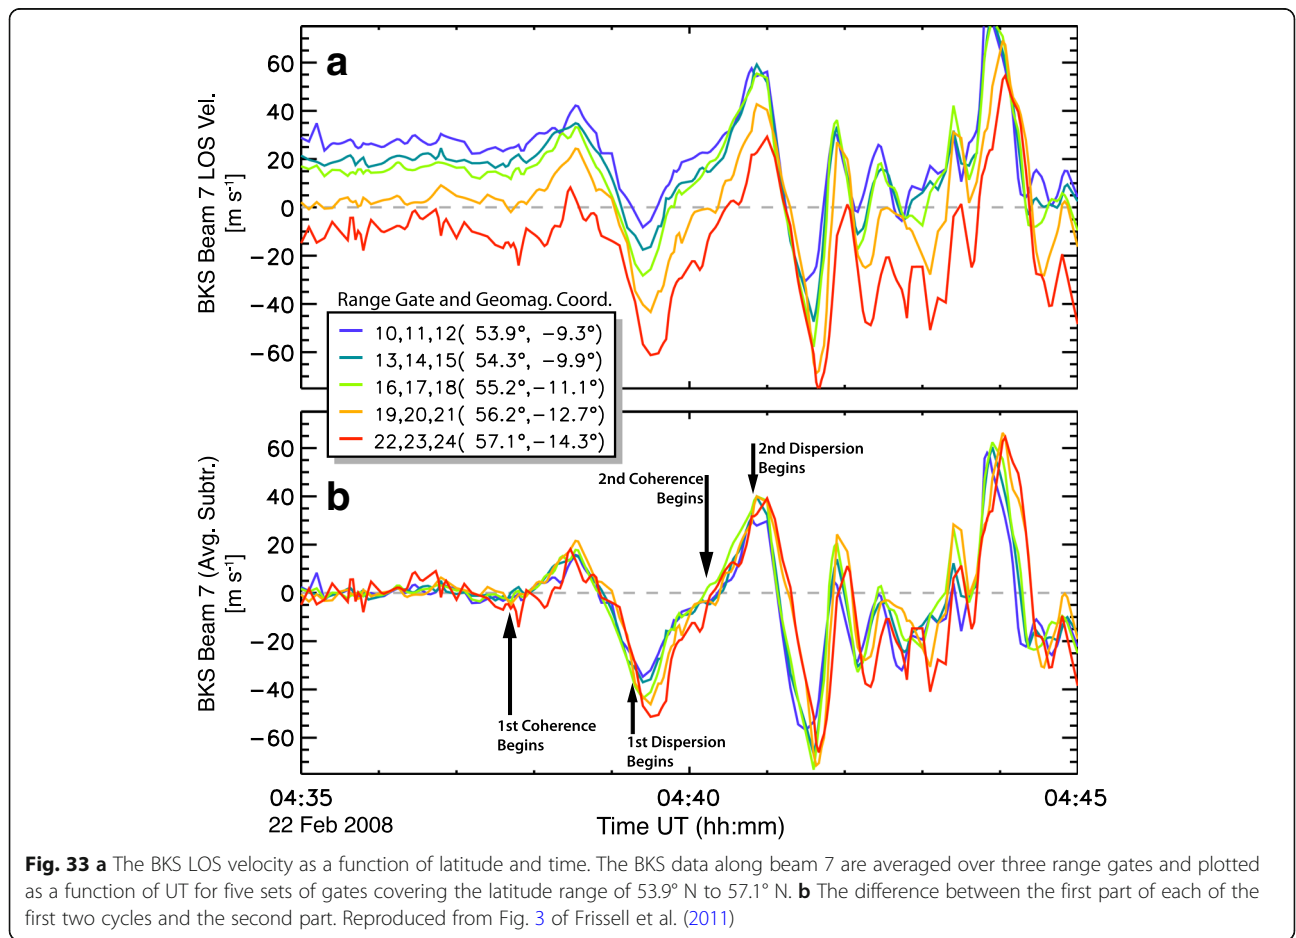 a
60
40
20
0
−20
−40
−60
BKS Beam 7 LOS Vel.
[m s⁻¹]
Range Gate and Geomag. Coord.
10,11,12( 53.9°, −9.3°)
13,14,15( 54.3°, −9.9°)
16,17,18( 55.2°,−11.1°)
19,20,21( 56.2°,−12.7°)
22,23,24( 57.1°,−14.3°)
b
60
40
20
0
−20
−40
−60
BKS Beam 7 (Avg. Subtr.)
[m s⁻¹]
2nd Dispersion
Begins
2nd Coherence
Begins
1st Coherence
Begins
1st Dispersion
Begins
04:35
04:40
04:45
22 Feb 2008
Time UT (hh:mm)
Fig. 33 a The BKS LOS velocity as a function of latitude and time. The BKS data along beam 7 are averaged over three range gates and plotted
as a function of UT for five sets of gates covering the latitude range of 53.9° N to 57.1° N. b The difference between the first part of each of the
first two cycles and the second part. Reproduced from Fig. 3 of Frissell et al. (2011)